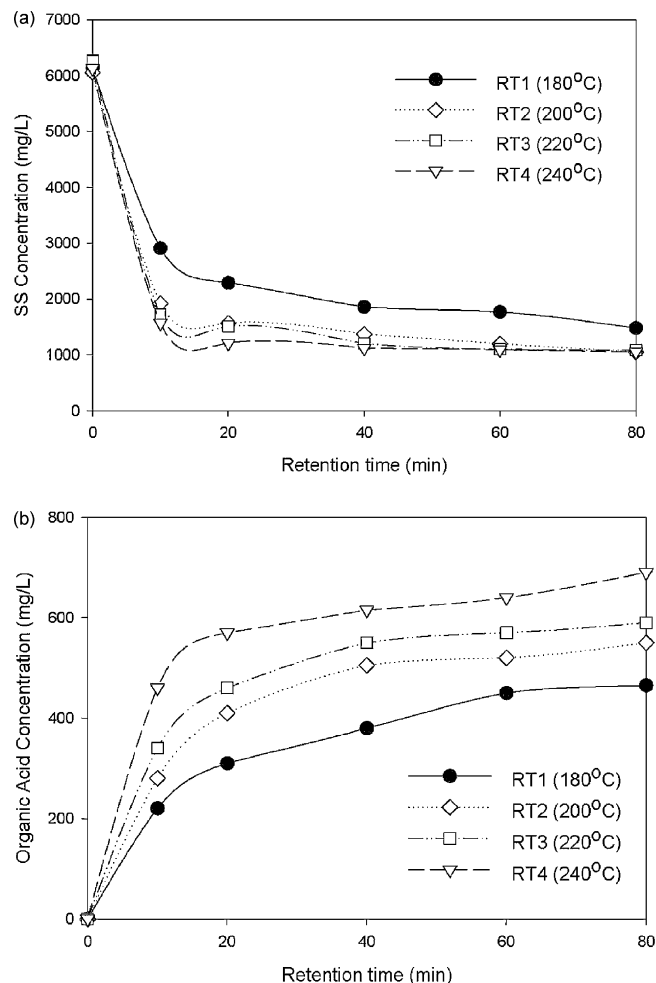 (a)
7000
6000
5000
4000
3000
2000
1000
0
SS Concentration (mg/L)
RT1 (180°C)
RT2 (200°C)
RT3 (220°C)
RT4 (240°C)
0 20 40 60 80
Retention time (min)
(b)
800
600
400
200
0
Organic Acid Concentration (mg/L)
RT1 (180°C)
RT2 (200°C)
RT3 (220°C)
RT4 (240°C)
0 20 40 60 80
Retention time (min)